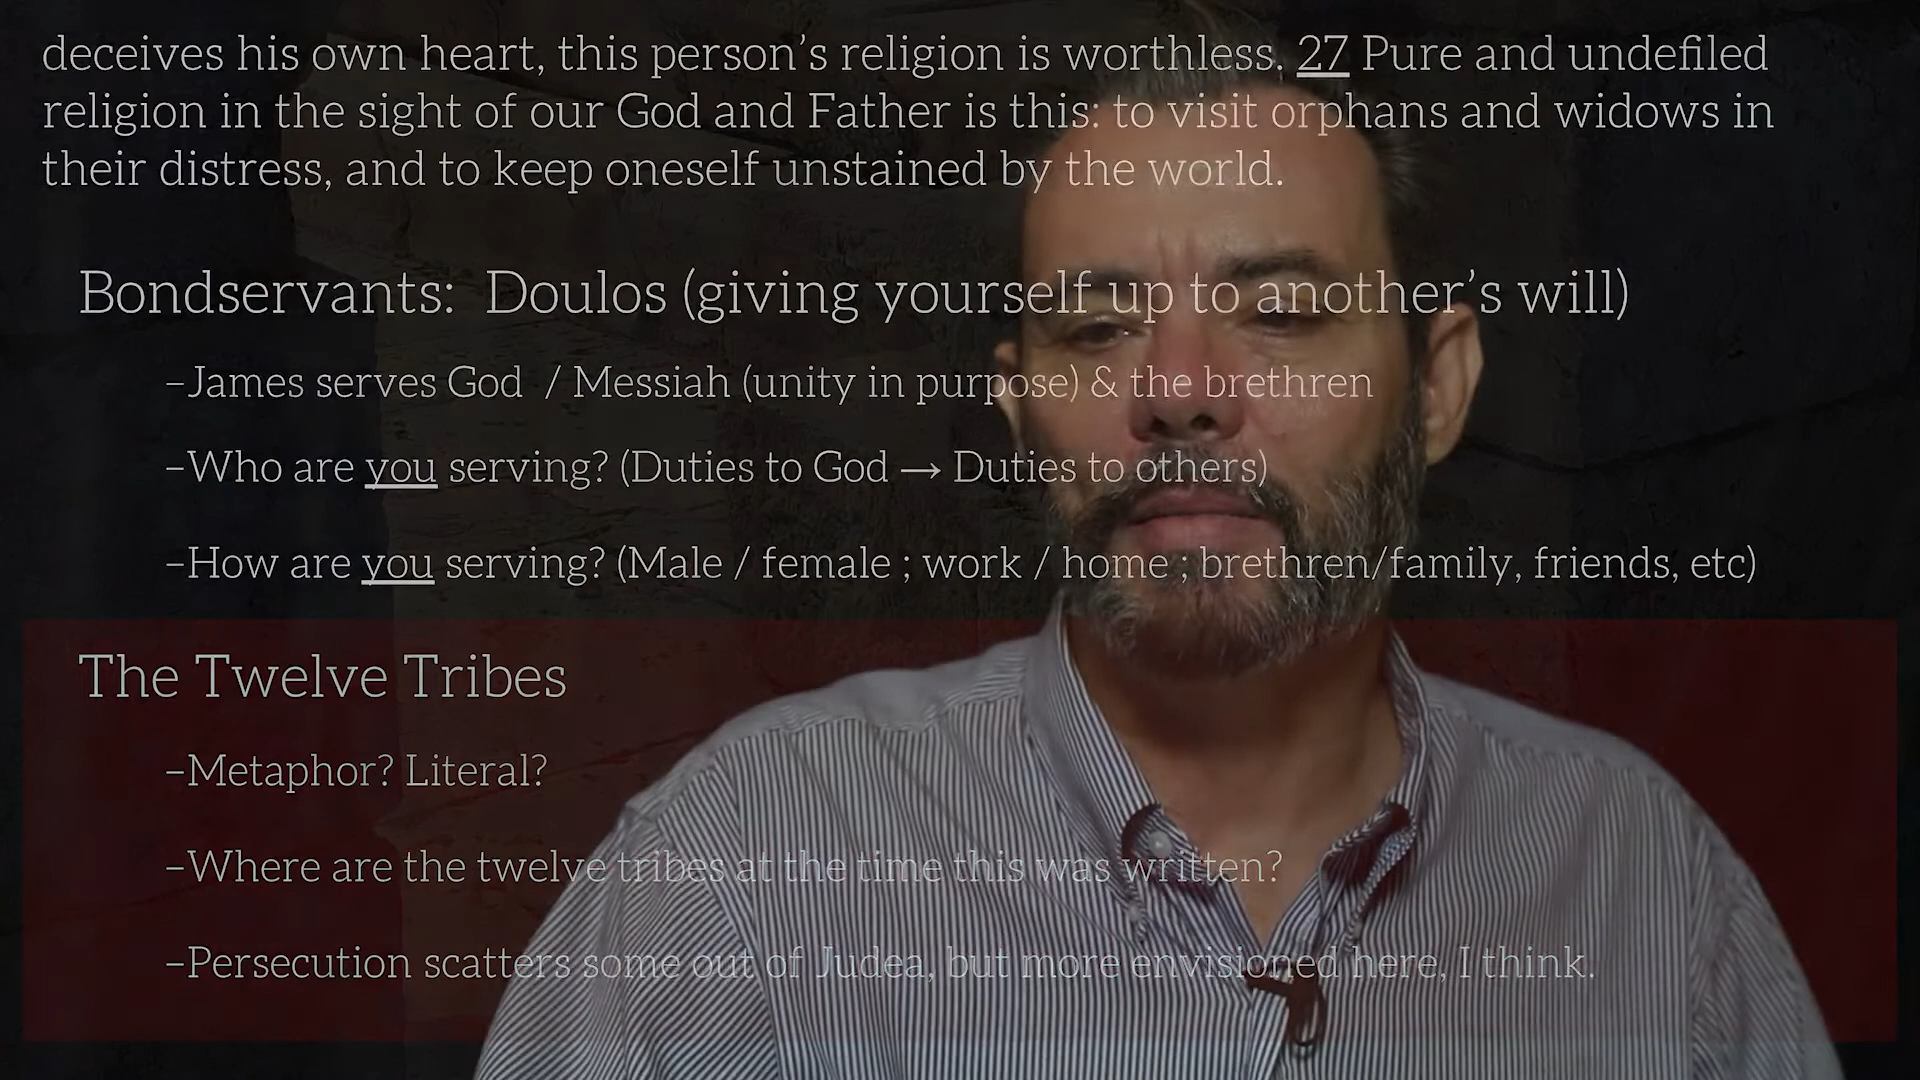 deceives his own heart, this person’s religion is worthless. 27 Pure and undefiled
religion in the sight of our God and Father is this: to visit orphans and widows in
their distress, and to keep oneself unstained by the world.
Bondservants:  Doulos (giving yourself up to another’s will)
–James serves God  / Messiah (unity in purpose) & the brethren
–Who are you serving? (Duties to God → Duties to others)
–How are you serving? (Male / female ; work / home ; brethren/family, friends, etc)
The Twelve Tribes
–Metaphor? Literal?
–Where are the twelve tribes at the time this was written?
–Persecution scatters some out of Judea, but more envisioned here, I think.